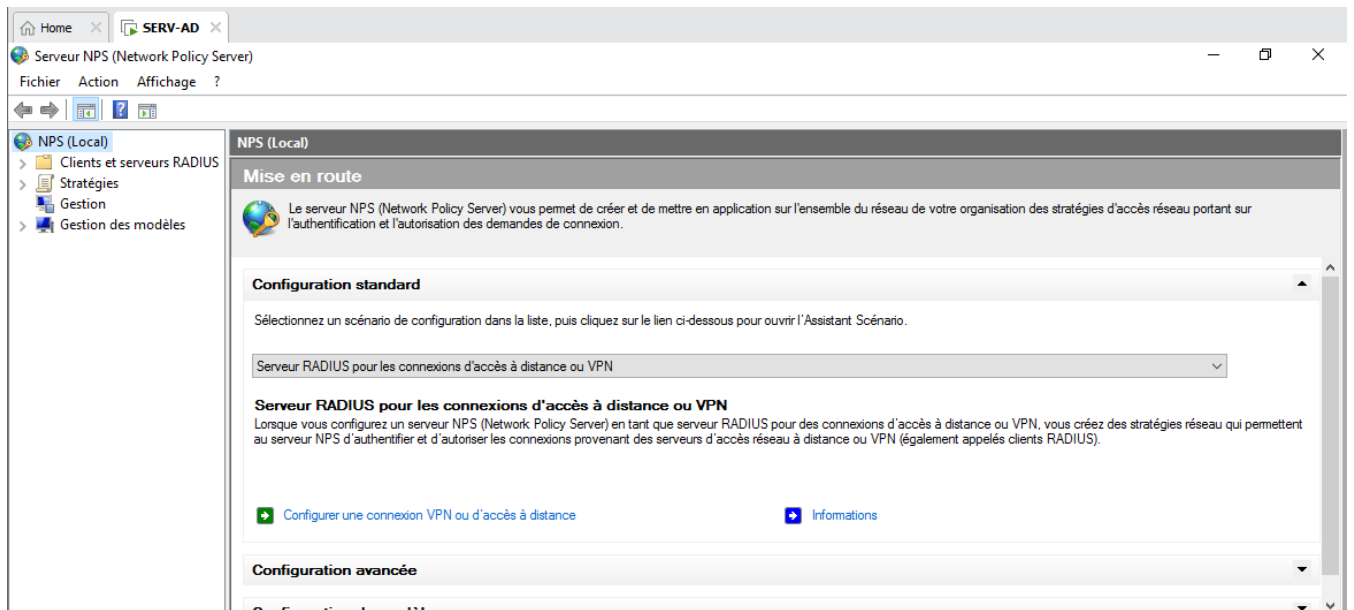 Home
SERV-AD
Serveur NPS (Network Policy Server)
Fichier Action Affichage ?
NPS (Local)
Clients et serveurs RADIUS
Stratégies
Gestion
Gestion des modèles
NPS (Local)
Mise en route
Le serveur NPS (Network Policy Server) vous permet de créer et de mettre en application sur l'ensemble du réseau de votre organisation des stratégies d'accès réseau portant sur
l'authentification et l'autorisation des demandes de connexion.
Configuration standard
Sélectionnez un scénario de configuration dans la liste, puis cliquez sur le lien ci-dessous pour ouvrir l'Assistant Scénario.
Serveur RADIUS pour les connexions d'accès à distance ou VPN
Serveur RADIUS pour les connexions d'accès à distance ou VPN
Lorsque vous configurez un serveur NPS (Network Policy Server) en tant que serveur RADIUS pour des connexions d'accès à distance ou VPN, vous créez des stratégies réseau qui permettent
au serveur NPS d'authentifier et d'autoriser les connexions provenant des serveurs d'accès réseau à distance ou VPN (également appelés clients RADIUS).
Configurer une connexion VPN ou d'accès à distance
Informations
Configuration avancée